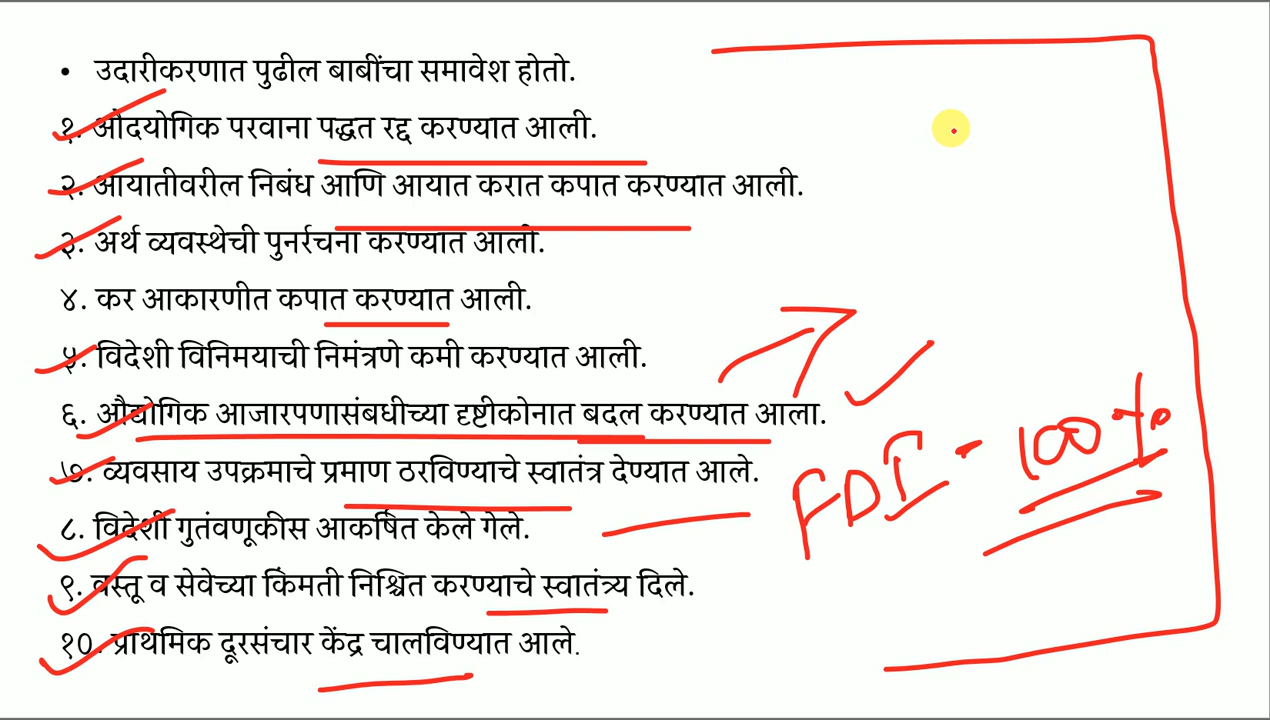 • उदारीकरणात पुढील बाबींचा समावेश होतो.
१. औदयोगिक परवाना पद्धत रद्द करण्यात आली.
२. आयातीवरील निबंध आणि आयात करात कपात करण्यात आली.
३. अर्थ व्यवस्थेची पुनर्रचना करण्यात आली.
४. कर आकारणीत कपात करण्यात आली.
५. विदेशी विनिमयाची निमंत्रणे कमी करण्यात आली.
६. औद्योगिक आजारपणासंबधीच्या दृष्टीकोनात बदल करण्यात आला.
७. व्यवसाय उपक्रमाचे प्रमाण ठरविण्याचे स्वातंत्र देण्यात आले.
८. विदेशी गुतंवणूकीस आकर्षित केले गेले.
९. वस्तू व सेवेच्या किंमती निश्चित करण्याचे स्वातंत्र्य दिले.
१0. प्राथमिक दूरसंचार केंद्र चालविण्यात आले.
FDI - 100%